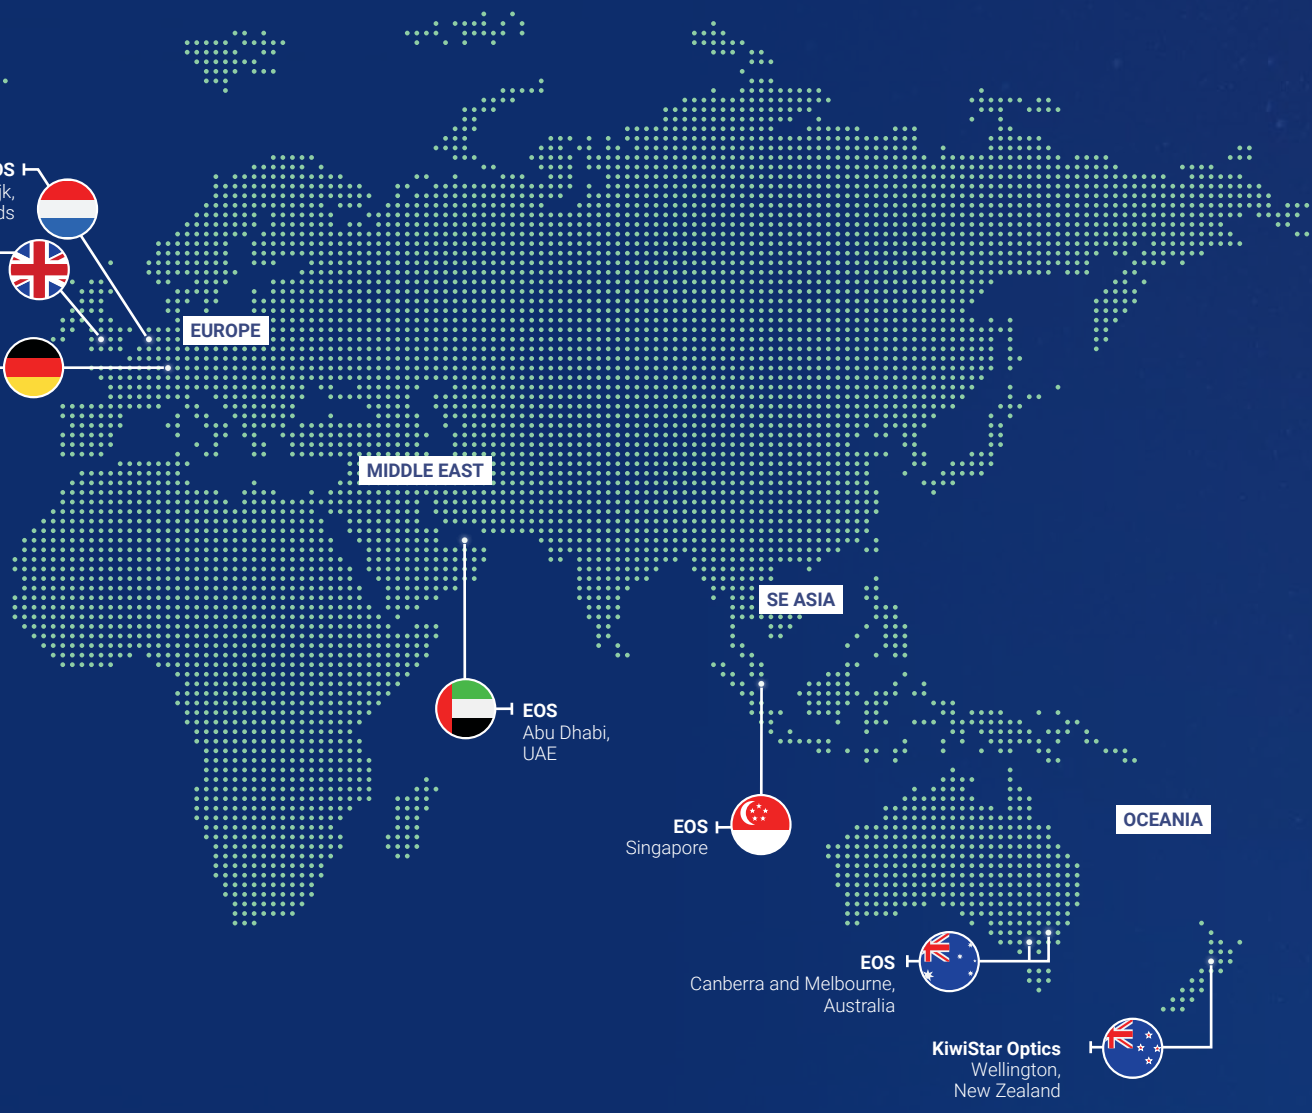 EUROPE
MIDDLE EAST
SE ASIA
EOS
Abu Dhabi,
UAE
OCEANIA
EOS
Singapore
EOS
Canberra and Melbourne,
Australia
KiwiStar Optics
Wellington,
New Zealand